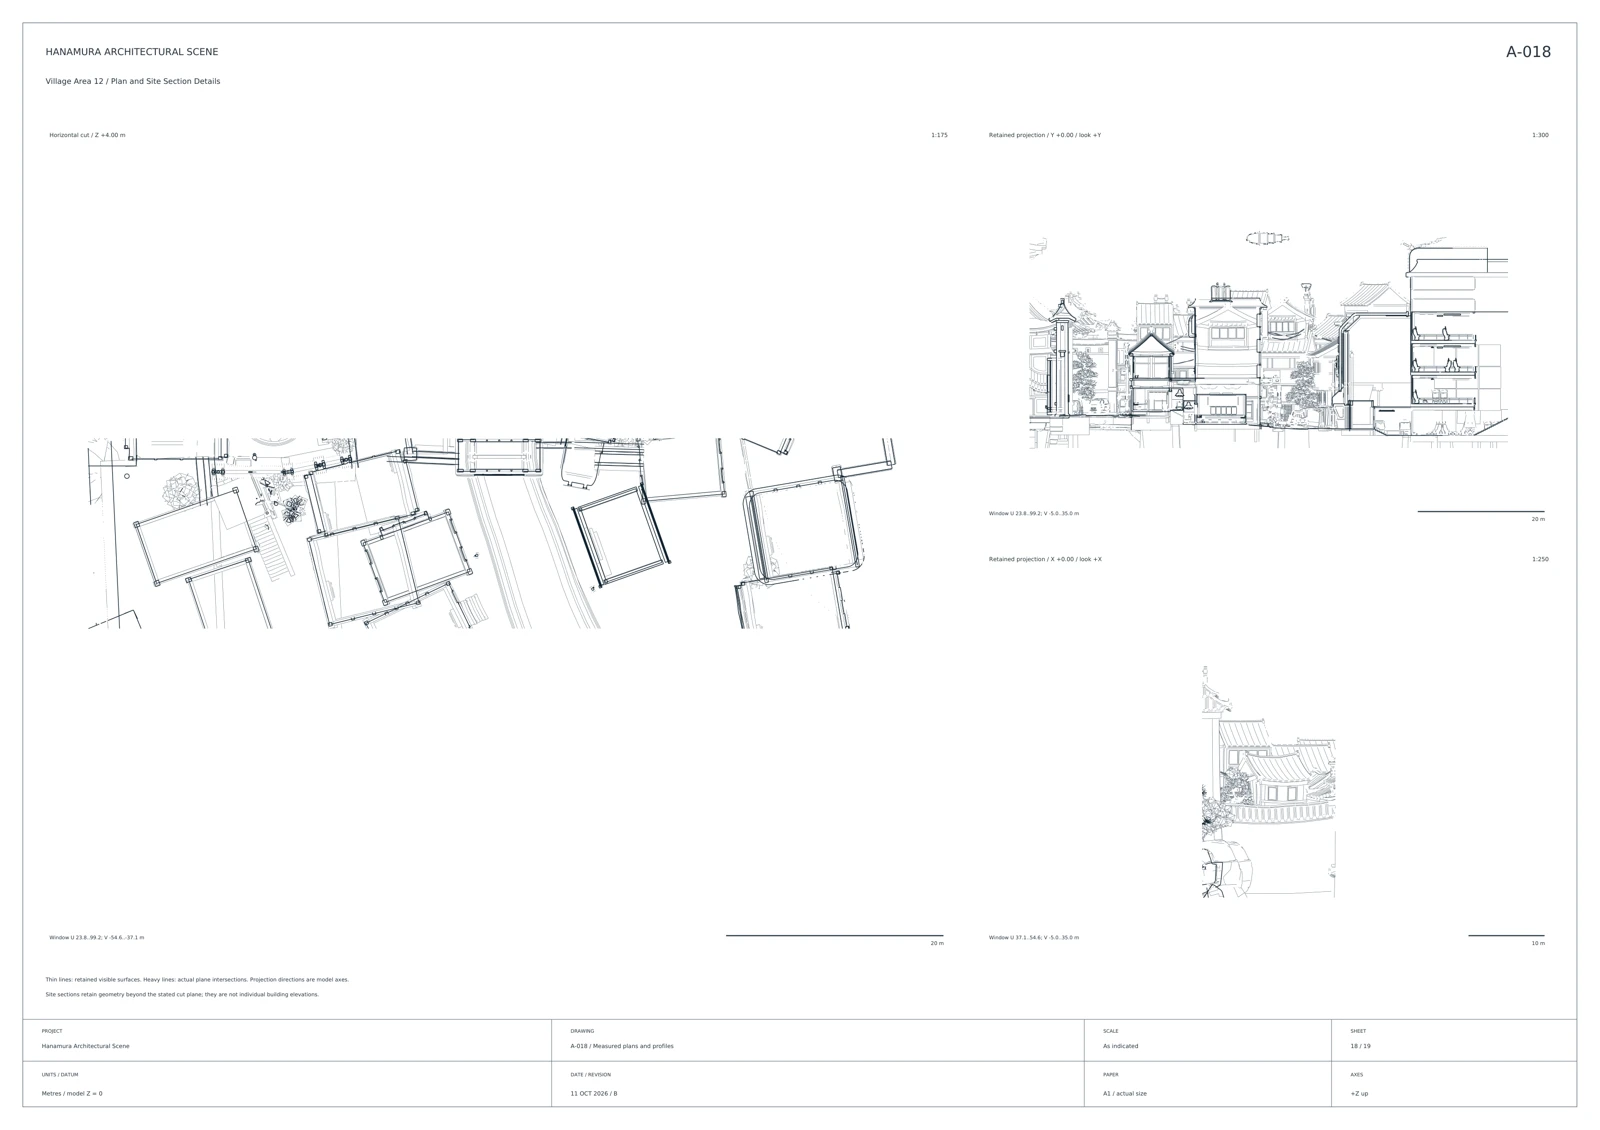 HANAMURA ARCHITECTURAL SCENE
A-018
Village Area 12 / Plan and Site Section Details
Horizontal cut / Z +4.00 m
1:175
Retained projection / Y +0.00 / look +Y
1:300
Window U 23.8..99.2; V -5.0..35.0 m
20 m
Retained projection / X +0.00 / look +X
1:250
Window U 23.8..99.2; V -54.6..-37.1 m
20 m
Window U 37.1..54.6; V -5.0..35.0 m
10 m
Thin lines: retained visible surfaces. Heavy lines: actual plane intersections. Projection directions are model axes.
Site sections retain geometry beyond the stated cut plane; they are not individual building elevations.
PROJECT
Hanamura Architectural Scene
DRAWING
A-018 / Measured plans and profiles
SCALE
As indicated
SHEET
18 / 19
UNITS / DATUM
Metres / model Z = 0
DATE / REVISION
11 OCT 2026 / B
PAPER
A1 / actual size
AXES
+Z up